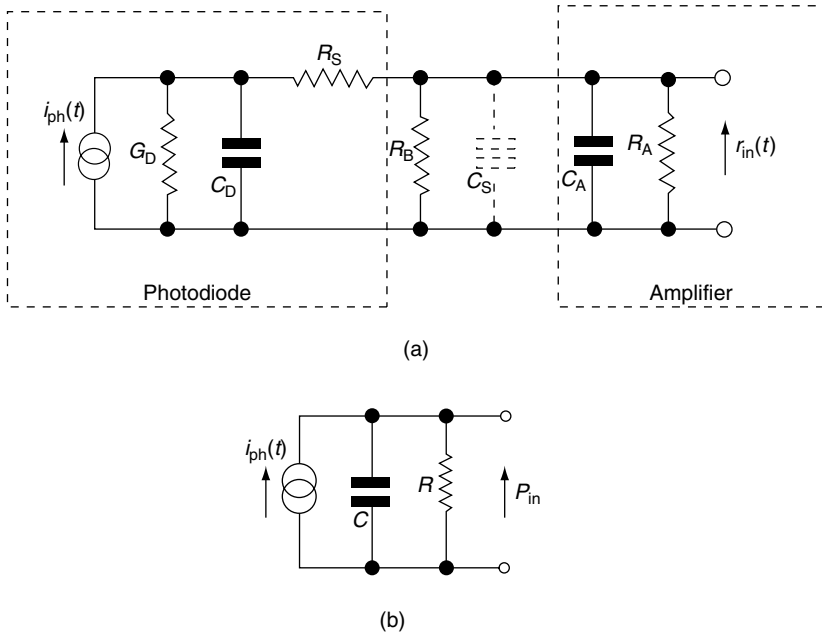 R_S
i_ph(t)
G_D
C_D
R_B
C_S
C_A
R_A
r_in(t)
Photodiode
Amplifier
(a)
i_ph(t)
C
R
P_in
(b)